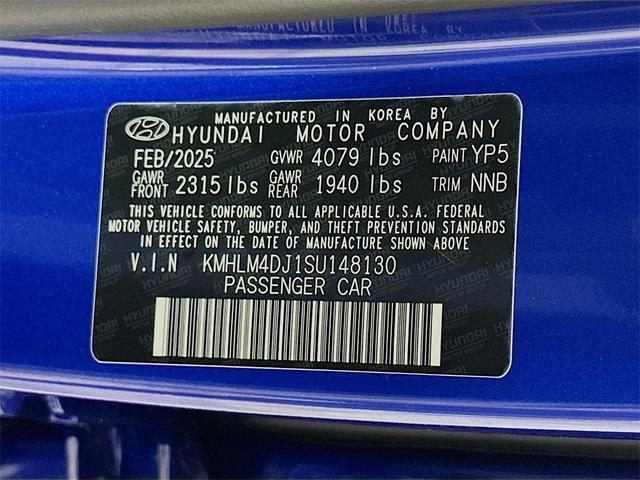 MANUFACTURED IN KOREA BY
HYUNDAI MOTOR COMPANY
FEB/2025 GVWR 4079 lbs PAINT YP5
GAWR FRONT 2315 lbs GAWR REAR 1940 lbs TRIM NNB
THIS VEHICLE CONFORMS TO ALL APPLICABLE U.S.A. FEDERAL
MOTOR VEHICLE SAFETY, BUMPER, AND THEFT PREVENTION STANDARDS
IN EFFECT ON THE DATE OF MANUFACTURE SHOWN ABOVE
V.I.N KMHLM4DJ1SU148130
PASSENGER CAR